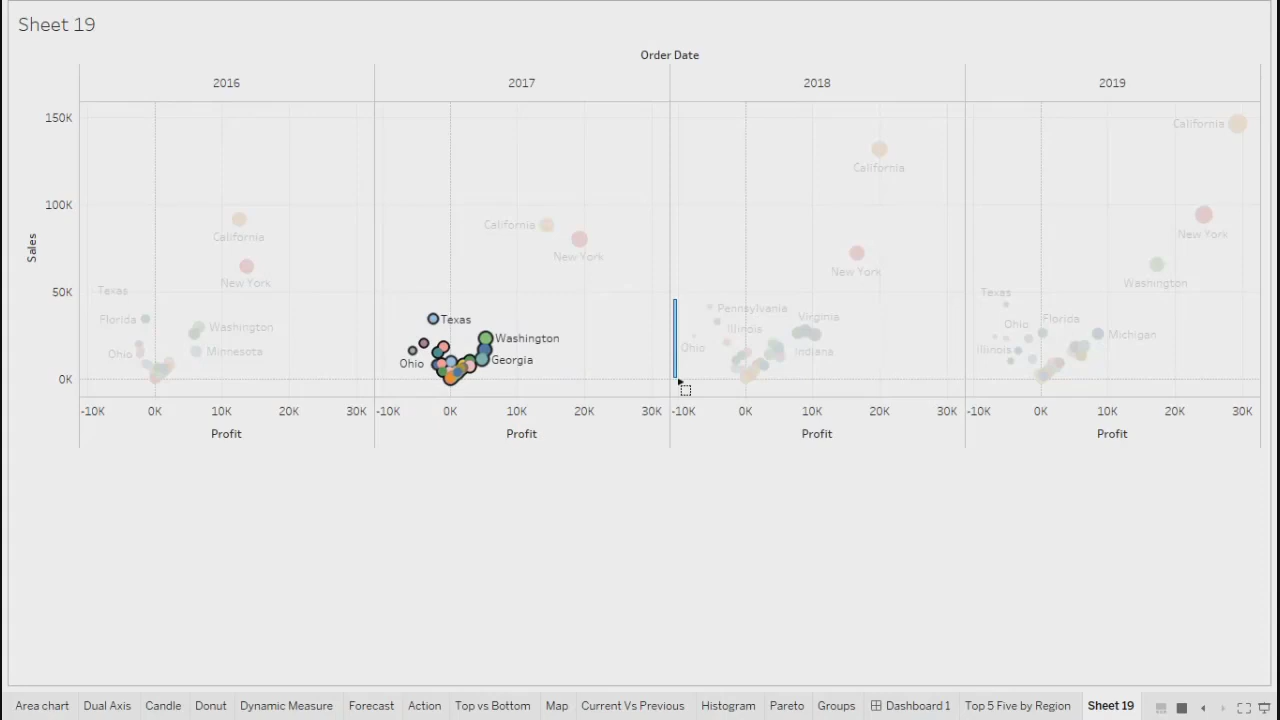 Sheet 19
Order Date
2016 2017 2018 2019
150K
100K
50K
0K
Sales
California
New York
Texas
Florida
Washington
Ohio
Minnesota
California
New York
Texas
Washington
Ohio
Georgia
California
New York
Pennsylvania
Virginia
Illinois
Ohio
Indiana
California
New York
Washington
Texas
Ohio
Florida
Michigan
Illinois
-10K 0K 10K 20K 30K -10K 0K 10K 20K 30K -10K 0K 10K 20K 30K -10K 0K 10K 20K 30K
Profit Profit Profit Profit
Area chart Dual Axis Candle Donut Dynamic Measure Forecast Action Top vs Bottom Map Current Vs Previous Histogram Pareto Groups Dashboard 1 Top 5 Five by Region Sheet 19